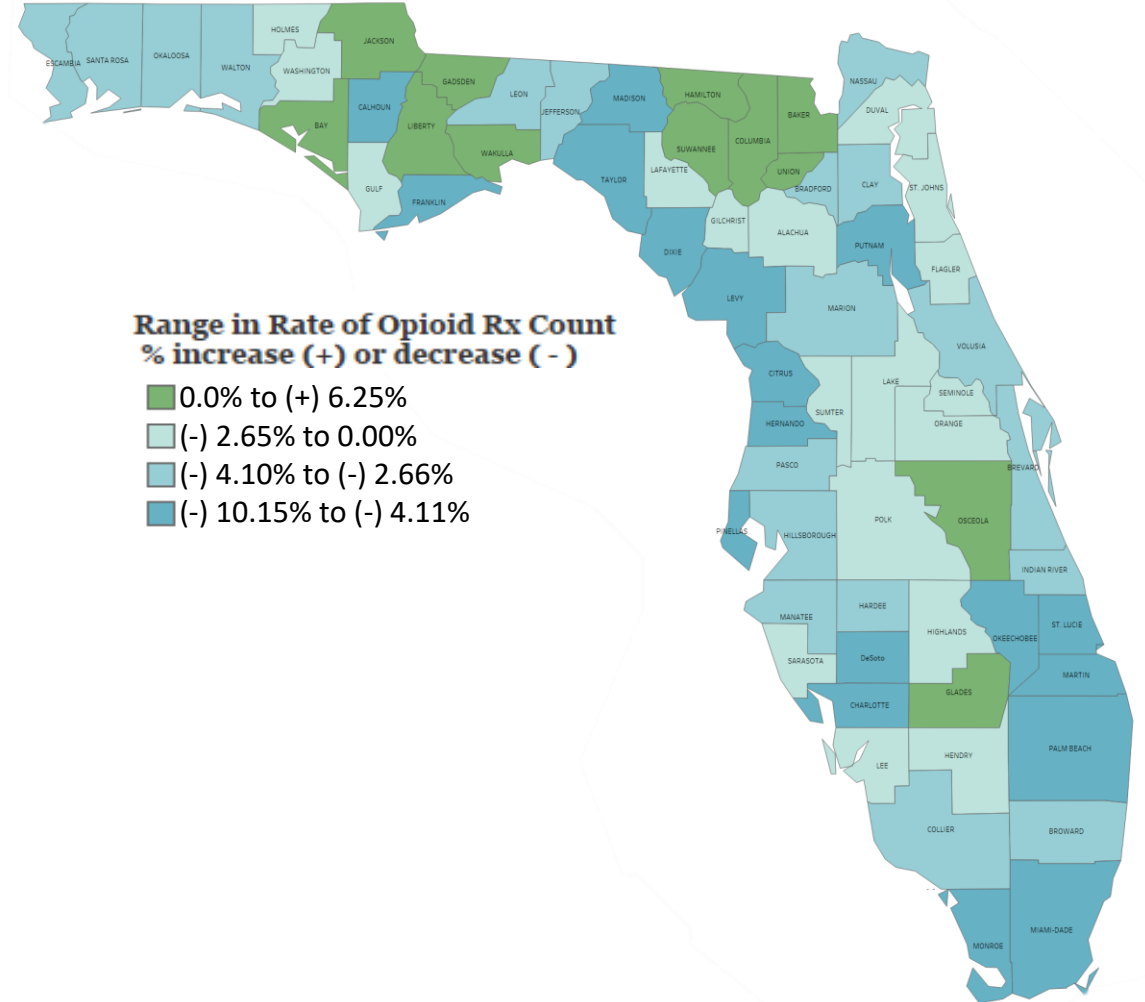 HOLMES
JACKSON
ESCAMBIA
SANTA ROSA
OKALOOSA
WALTON
WASHINGTON
GADSDEN
LEON
JEFFERSON
MADISON
HAMILTON
NASSAU
CALHOUN
BAY
LIBERTY
WAKULLA
SUWANNEE
COLUMBIA
BAKER
DUVAL
GULF
FRANKLIN
TAYLOR
LAFAYETTE
UNION
BRADFORD
CLAY
ST. JOHNS
GILCHRIST
ALACHUA
DIXIE
PUTNAM
FLAGLER
LEVY
MARION
VOLUSIA
Range in Rate of Opioid Rx Count
% increase (+) or decrease ( - )
0.0% to (+) 6.25%
(-) 2.65% to 0.00%
(-) 4.10% to (-) 2.66%
(-) 10.15% to (-) 4.11%
CITRUS
LAKE
SEMINOLE
SUMTER
HERNANDO
ORANGE
PASCO
BREVARD
PINELLAS
HILLSBOROUGH
POLK
OSCEOLA
INDIAN RIVER
MANATEE
HARDEE
HIGHLANDS
OKEECHOBEE
ST. LUCIE
SARASOTA
DeSoto
MARTIN
CHARLOTTE
GLADES
LEE
HENDRY
PALM BEACH
COLLIER
BROWARD
MONROE
MIAMI-DADE